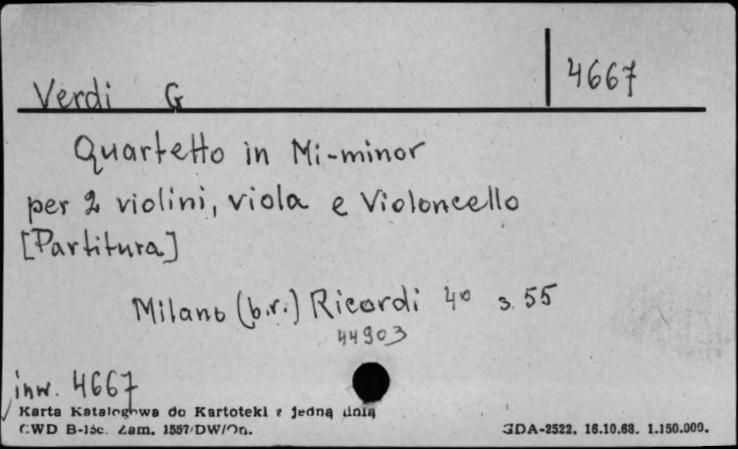 4667
Verdi G
Quartetto in Mi-minor
per 2 violini, viola e Violoncello
[Partitura]
Milano (b.r.) Ricordi 4° s. 55
44903
inw. 4667
Karta Katalogowa do Kartoteki z jedną linią
CWD B-15c. Zam. 1557/DW/On. GDA-2522. 16.10.68. 1.150.000.